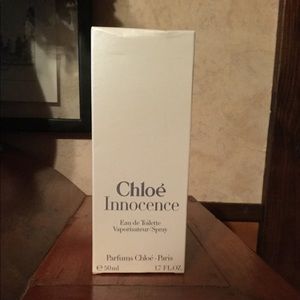 Chloé
Innocence
Eau de Toilette
Vaporisateur/Spray
Parfums Chloé - Paris
℮ 50ml 1.7 FL.OZ.